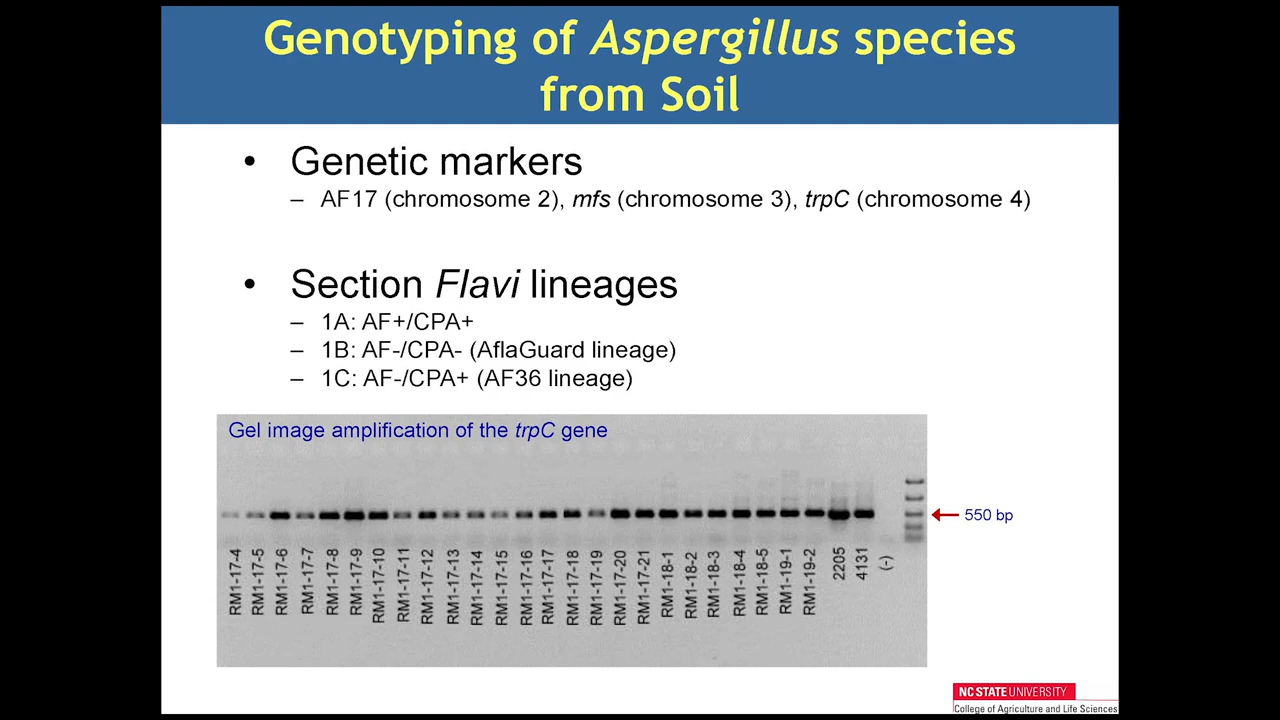 Genotyping of Aspergillus species
from Soil
• Genetic markers
– AF17 (chromosome 2), mfs (chromosome 3), trpC (chromosome 4)
• Section Flavi lineages
– 1A: AF+/CPA+
– 1B: AF-/CPA- (AflaGuard lineage)
– 1C: AF-/CPA+ (AF36 lineage)
Gel image amplification of the trpC gene
550 bp
RM1-17-4
RM1-17-5
RM1-17-6
RM1-17-7
RM1-17-8
RM1-17-9
RM1-17-10
RM1-17-11
RM1-17-12
RM1-17-13
RM1-17-14
RM1-17-15
RM1-17-16
RM1-17-17
RM1-17-18
RM1-17-19
RM1-17-20
RM1-17-21
RM1-18-1
RM1-18-2
RM1-18-3
RM1-18-4
RM1-18-5
RM1-19-1
RM1-19-2
2205
4131
(-)
NC STATE UNIVERSITY
College of Agriculture and Life Sciences